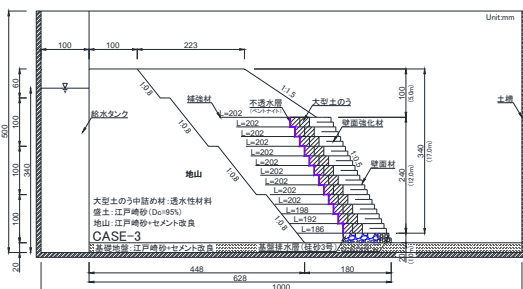 Unit:mm
100
100
223
1:1.5
1:0.8
1:0.8
1:0.8
1:0.5
補強材
不透水層
(ベントナイト)
大型土のう
壁面強化材
壁面材
土槽
給水タンク
地山
L=202
L=202
L=202
L=202
L=202
L=202
L=202
L=202
L=198
L=192
L=186
60
100
100
100
20
500
340
100
(5.0m)
240
(12.0m)
340
(17.0m)
20
大型土のう中詰め材:透水性材料
盛土:江戸崎砂(Dc=95%)
地山:江戸崎砂+セメント改良
CASE-3
基礎地盤:江戸崎砂+セメント改良
基盤排水層(硅砂3号)
448
180
628
1000